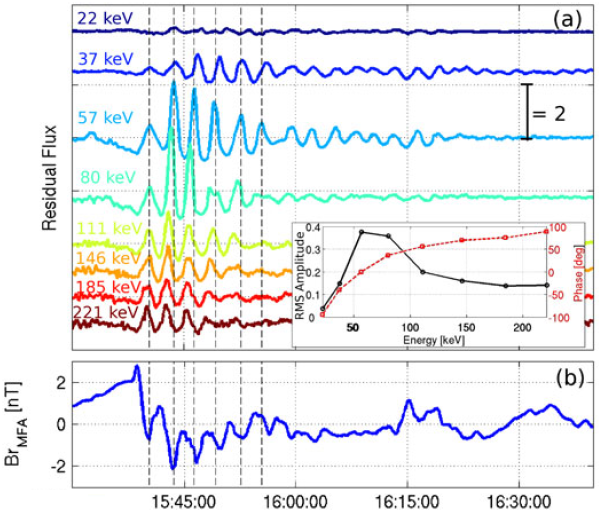 (a)
22 keV
37 keV
57 keV
= 2
80 keV
111 keV
146 keV
185 keV
221 keV
Residual Flux
0.4
0.3
0.2
0.1
0
RMS Amplitude
100
50
0
-50
-100
Phase [deg]
50 100 150 200
Energy [keV]
(b)
2
0
-2
Br_MFA [nT]
15:45:00 16:00:00 16:15:00 16:30:00